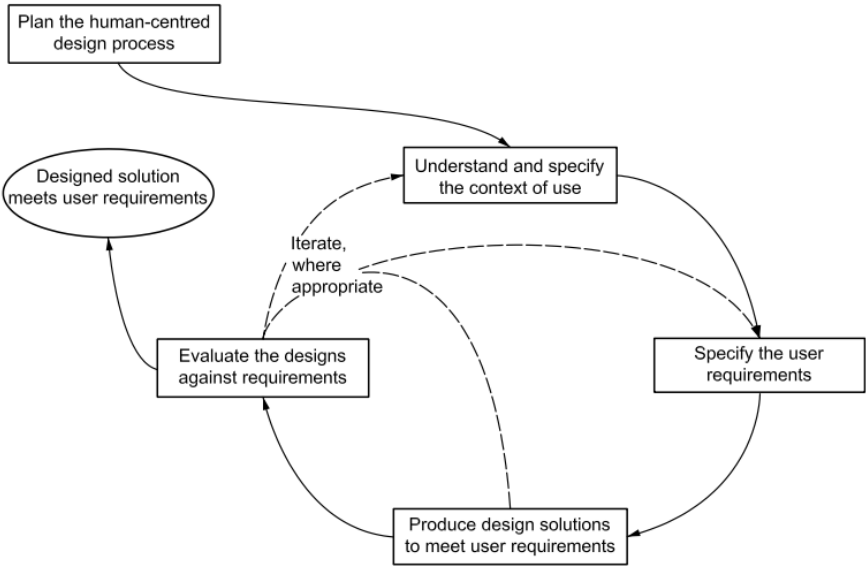 Plan the human-centred
design process
Understand and specify
the context of use
Designed solution
meets user requirements
Iterate,
where
appropriate
Evaluate the designs
against requirements
Specify the user
requirements
Produce design solutions
to meet user requirements